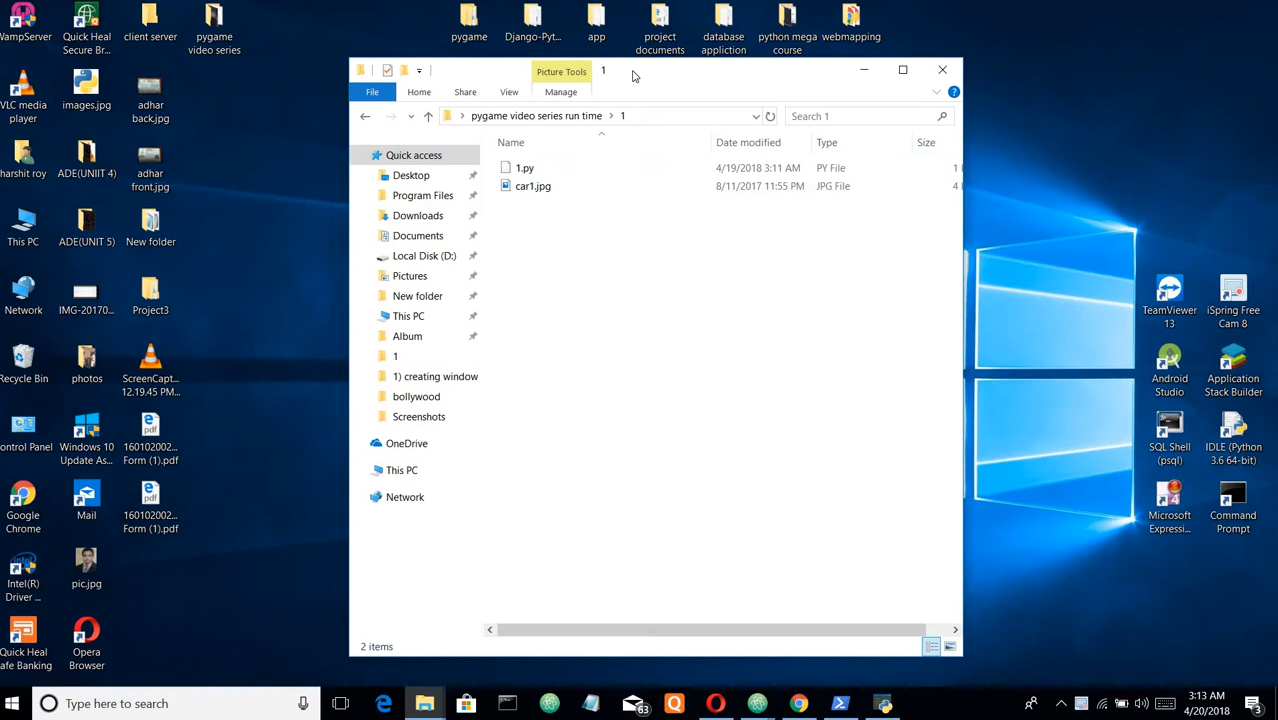 WampServer
Quick Heal
Secure Br...
client server
pygame
video series
pygame
Django-Pyt...
app
project
documents
database
appliction
python mega
course
webmapping
VLC media
player
images.jpg
adhar
back.jpg
harshit roy
ADE(UNIIT 4)
adhar
front.jpg
This PC
ADE(UNIT 5)
New folder
Network
IMG-20170...
Project3
Recycle Bin
photos
ScreenCapt...
12.19.45 PM...
ontrol Panel
Windows 10
Update As...
160102002...
Form (1).pdf
Google
Chrome
Mail
160102002...
Form (1).pdf
Intel(R)
Driver ...
pic.jpg
Quick Heal
afe Banking
Opera
Browser
Picture Tools
1
File
Home
Share
View
Manage
pygame video series run time
1
Search 1
Name
Date modified
Type
Size
1.py
4/19/2018 3:11 AM
PY File
1
car1.jpg
8/11/2017 11:55 PM
JPG File
4
Quick access
Desktop
Program Files
Downloads
Documents
Local Disk (D:)
Pictures
New folder
This PC
Album
1
1) creating window
bollywood
Screenshots
OneDrive
This PC
Network
2 items
TeamViewer
13
iSpring Free
Cam 8
Android
Studio
Application
Stack Builder
SQL Shell
(psql)
IDLE (Python
3.6 64-bit)
Microsoft
Expressi...
Command
Prompt
Type here to search
63
3:13 AM
4/20/2018
3